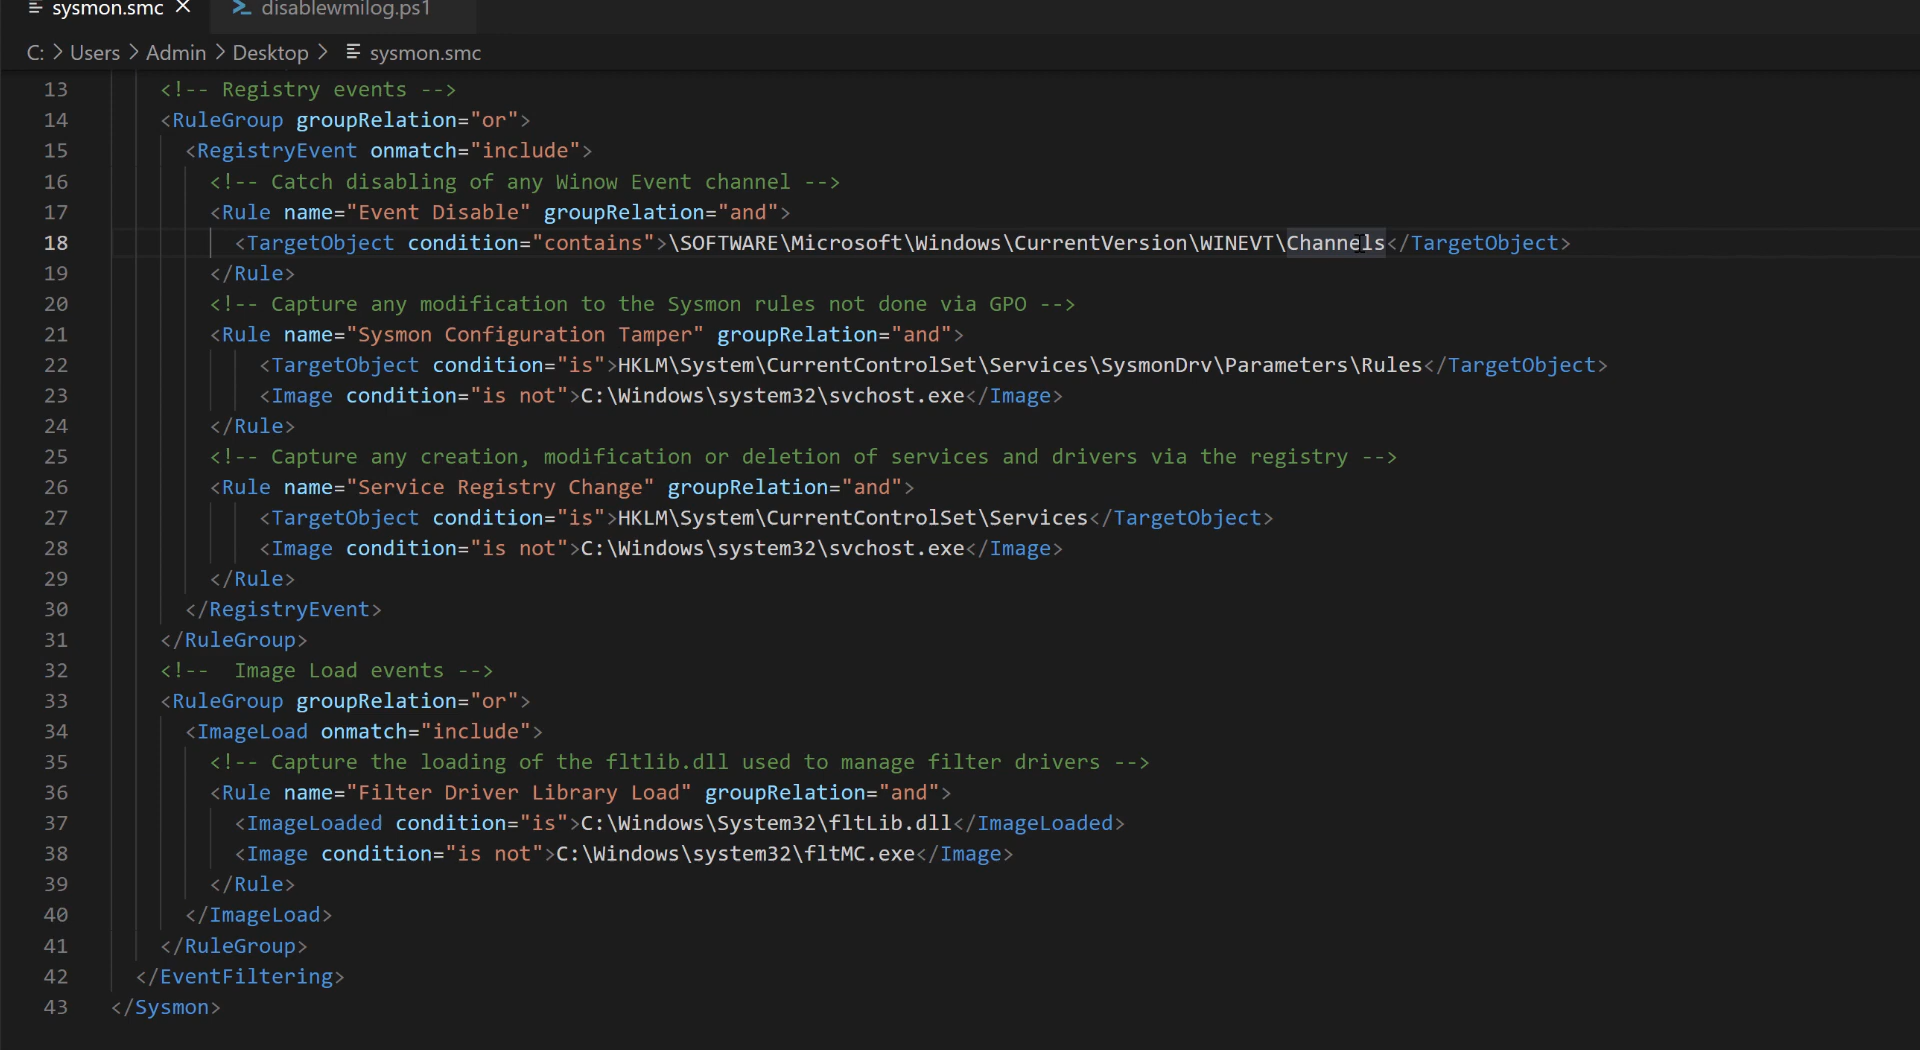 sysmon.smc disablewmilog.ps1
C: > Users > Admin > Desktop > sysmon.smc
13 <!-- Registry events -->
14 <RuleGroup groupRelation="or">
15 <RegistryEvent onmatch="include">
16 <!-- Catch disabling of any Winow Event channel -->
17 <Rule name="Event Disable" groupRelation="and">
18 <TargetObject condition="contains">\SOFTWARE\Microsoft\Windows\CurrentVersion\WINEVT\Channels</TargetObject>
19 </Rule>
20 <!-- Capture any modification to the Sysmon rules not done via GPO -->
21 <Rule name="Sysmon Configuration Tamper" groupRelation="and">
22 <TargetObject condition="is">HKLM\System\CurrentControlSet\Services\SysmonDrv\Parameters\Rules</TargetObject>
23 <Image condition="is not">C:\Windows\system32\svchost.exe</Image>
24 </Rule>
25 <!-- Capture any creation, modification or deletion of services and drivers via the registry -->
26 <Rule name="Service Registry Change" groupRelation="and">
27 <TargetObject condition="is">HKLM\System\CurrentControlSet\Services</TargetObject>
28 <Image condition="is not">C:\Windows\system32\svchost.exe</Image>
29 </Rule>
30 </RegistryEvent>
31 </RuleGroup>
32 <!--  Image Load events -->
33 <RuleGroup groupRelation="or">
34 <ImageLoad onmatch="include">
35 <!-- Capture the loading of the fltlib.dll used to manage filter drivers -->
36 <Rule name="Filter Driver Library Load" groupRelation="and">
37 <ImageLoaded condition="is">C:\Windows\System32\fltLib.dll</ImageLoaded>
38 <Image condition="is not">C:\Windows\system32\fltMC.exe</Image>
39 </Rule>
40 </ImageLoad>
41 </RuleGroup>
42 </EventFiltering>
43 </Sysmon>